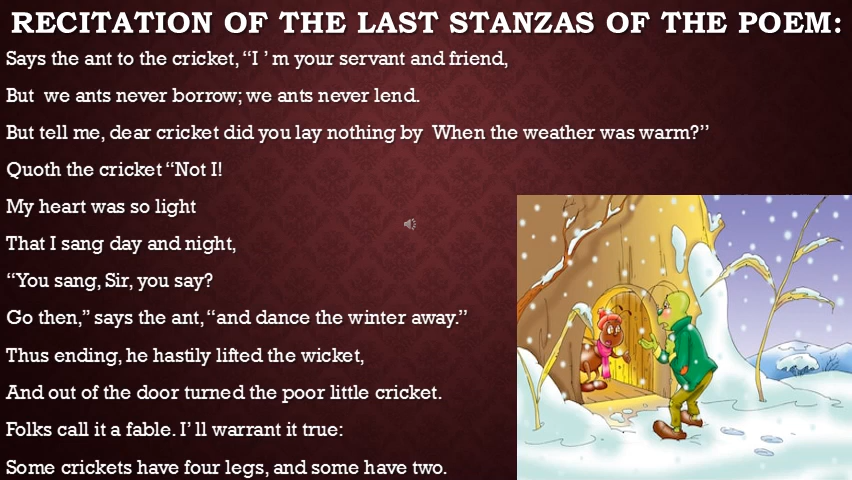 RECITATION OF THE LAST STANZAS OF THE POEM:
Says the ant to the cricket, “I ’ m your servant and friend,
But  we ants never borrow; we ants never lend.
But tell me, dear cricket did you lay nothing by  When the weather was warm?”
Quoth the cricket “Not I!
My heart was so light
That I sang day and night,
“You sang, Sir, you say?
Go then,” says the ant, “and dance the winter away.”
Thus ending, he hastily lifted the wicket,
And out of the door turned the poor little cricket.
Folks call it a fable. I’ ll warrant it true:
Some crickets have four legs, and some have two.